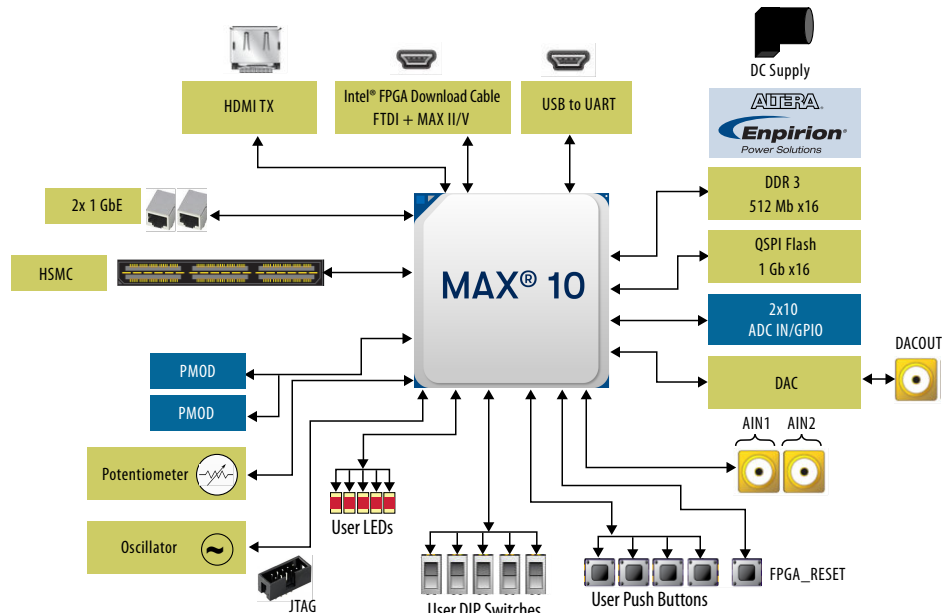 DC Supply
HDMI TX
Intel® FPGA Download Cable
FTDI + MAX II/V
USB to UART
ALTERA®
Enpirion®
Power Solutions
2x 1 GbE
DDR 3
512 Mb x16
HSMC
QSPI Flash
1 Gb x16
MAX® 10
2x10
ADC IN/GPIO
DACOUT
PMOD
DAC
PMOD
AIN1
AIN2
Potentiometer
User LEDs
Oscillator
JTAG
User DIP Switches
User Push Buttons
FPGA_RESET